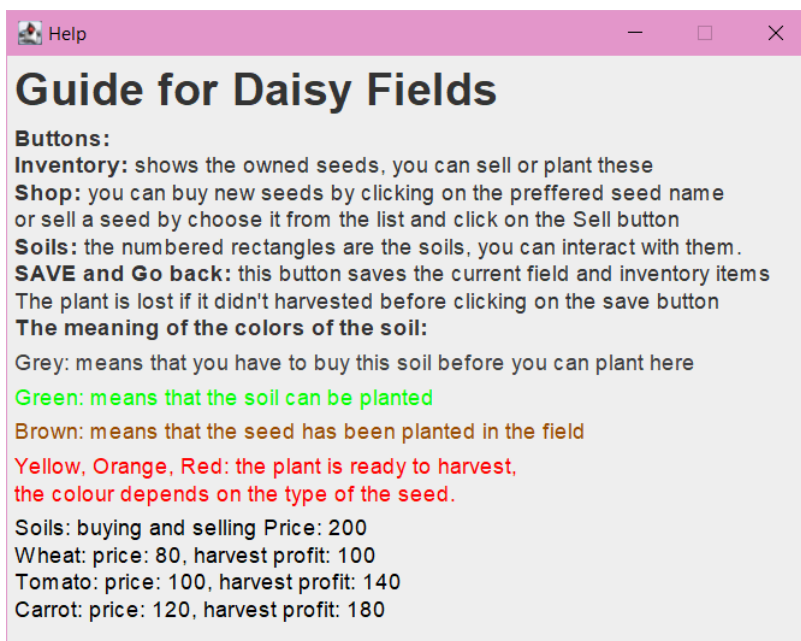 Help
Guide for Daisy Fields
Buttons:
Inventory: shows the owned seeds, you can sell or plant these
Shop: you can buy new seeds by clicking on the preffered seed name
or sell a seed by choose it from the list and click on the Sell button
Soils: the numbered rectangles are the soils, you can interact with them.
SAVE and Go back: this button saves the current field and inventory items
The plant is lost if it didn't harvested before clicking on the save button
The meaning of the colors of the soil:
Grey: means that you have to buy this soil before you can plant here
Green: means that the soil can be planted
Brown: means that the seed has been planted in the field
Yellow, Orange, Red: the plant is ready to harvest,
the colour depends on the type of the seed.
Soils: buying and selling Price: 200
Wheat: price: 80, harvest profit: 100
Tomato: price: 100, harvest profit: 140
Carrot: price: 120, harvest profit: 180